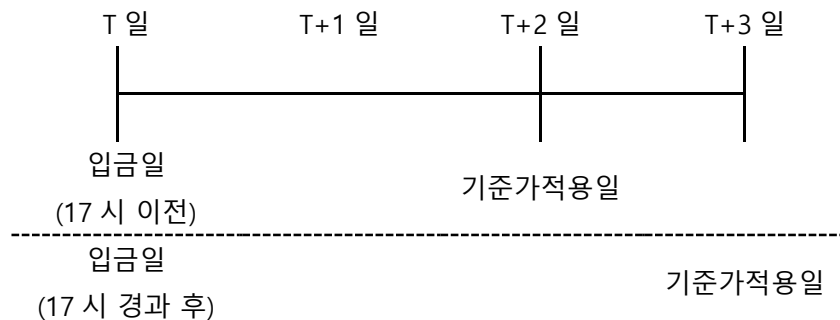 T 일 T+1 일 T+2 일 T+3 일
입금일
(17 시 이전)
기준가적용일
입금일
(17 시 경과 후)
기준가적용일